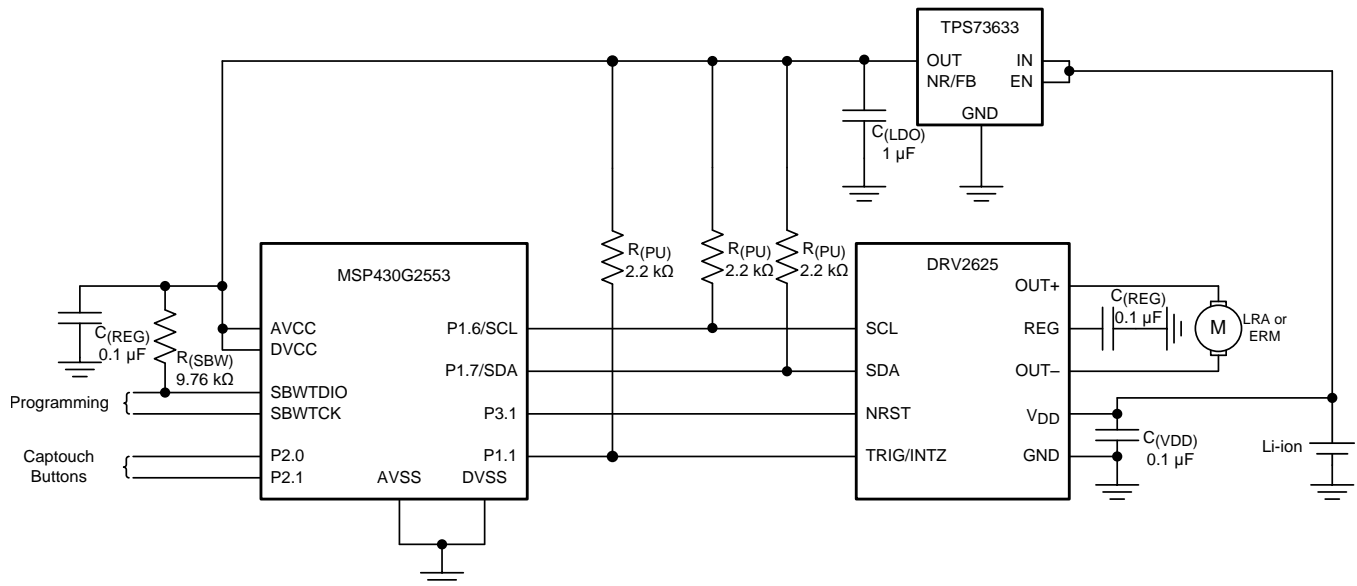 TPS73633
OUT
IN
NR/FB
EN
GND
C(LDO)
1 µF
R(PU)
2.2 kΩ
R(PU)
2.2 kΩ
R(PU)
2.2 kΩ
MSP430G2553
DRV2625
C(REG)
0.1 µF
R(SBW)
9.76 kΩ
AVCC
DVCC
SBWTDIO
SBWTCK
P2.0
P2.1
P1.6/SCL
P1.7/SDA
P3.1
P1.1
AVSS
DVSS
Programming
Captouch
Buttons
SCL
SDA
NRST
TRIG/INTZ
OUT+
REG
OUT–
VDD
GND
C(REG)
0.1 µF
M
LRA or
ERM
C(VDD)
0.1 µF
Li-ion